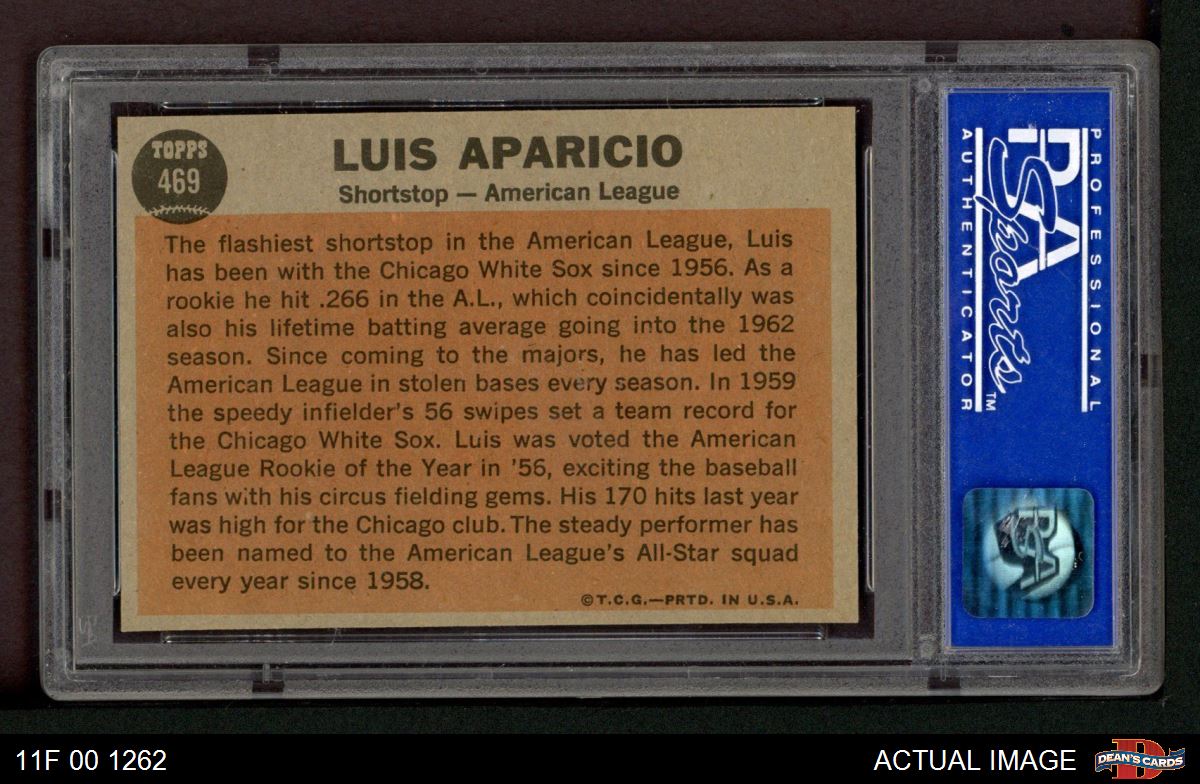 TOPPS
469
LUIS APARICIO
Shortstop — American League
The flashiest shortstop in the American League, Luis
has been with the Chicago White Sox since 1956. As a
rookie he hit .266 in the A.L., which coincidentally was
also his lifetime batting average going into the 1962
season. Since coming to the majors, he has led the
American League in stolen bases every season. In 1959
the speedy infielder's 56 swipes set a team record for
the Chicago White Sox. Luis was voted the American
League Rookie of the Year in '56, exciting the baseball
fans with his circus fielding gems. His 170 hits last year
was high for the Chicago club. The steady performer has
been named to the American League's All-Star squad
every year since 1958.
©T.C.G.—PRTD. IN U.S.A.
PROFESSIONAL
PSA
Sports™
AUTHENTICATOR
PSA
11F 00 1262
ACTUAL IMAGE
D
DEAN'S CARDS